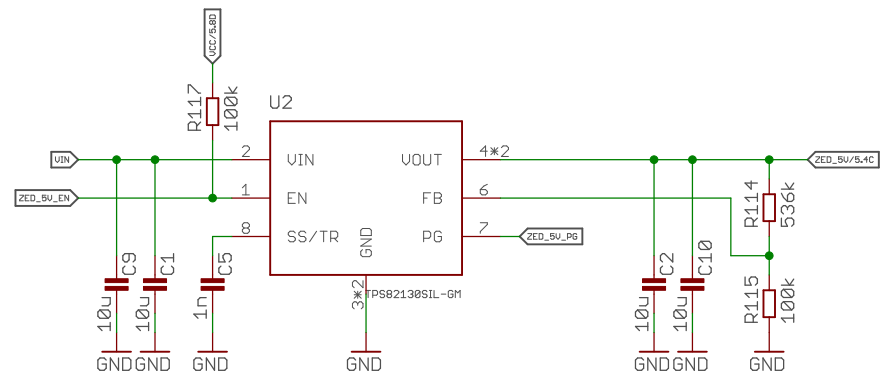 VCC/5.8D
R117
100k
U2
VIN
2
VIN
VOUT
4*2
ZED_5V/5.4C
ZED_5V_EN
1
EN
FB
6
R114
536k
8
SS/TR
GND
PG
7
ZED_5V_PG
C9
10u
C1
10u
C5
1n
3*2
TPS82130SIL-GM
C2
10u
C10
10u
R115
100k
GND
GND
GND
GND
GND
GND
GND